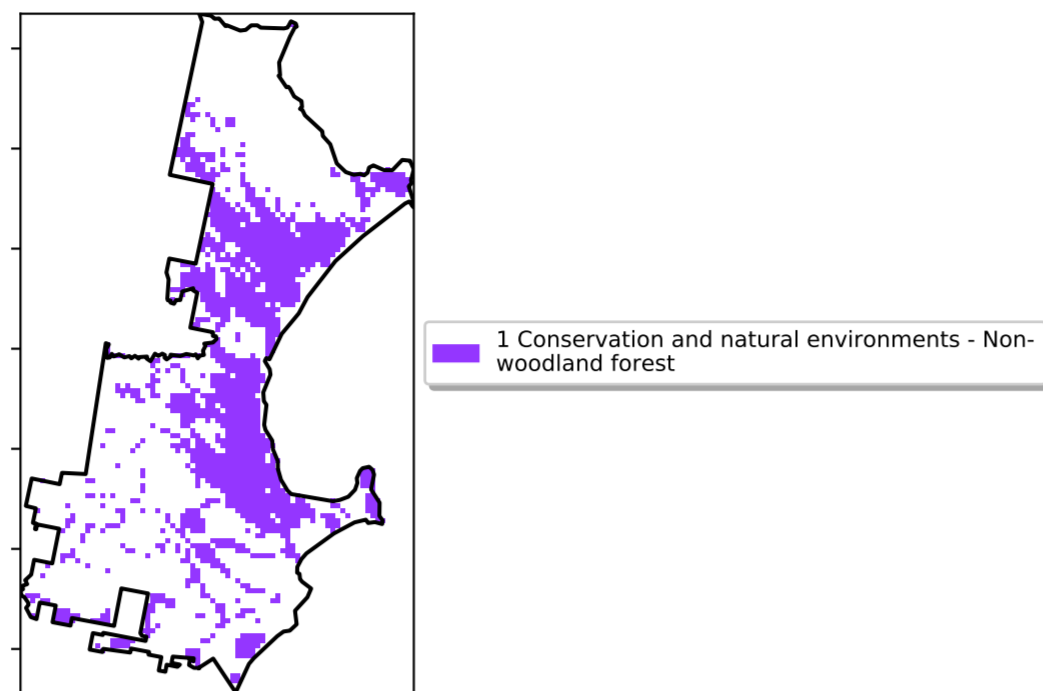 1 Conservation and natural environments - Non-
woodland forest